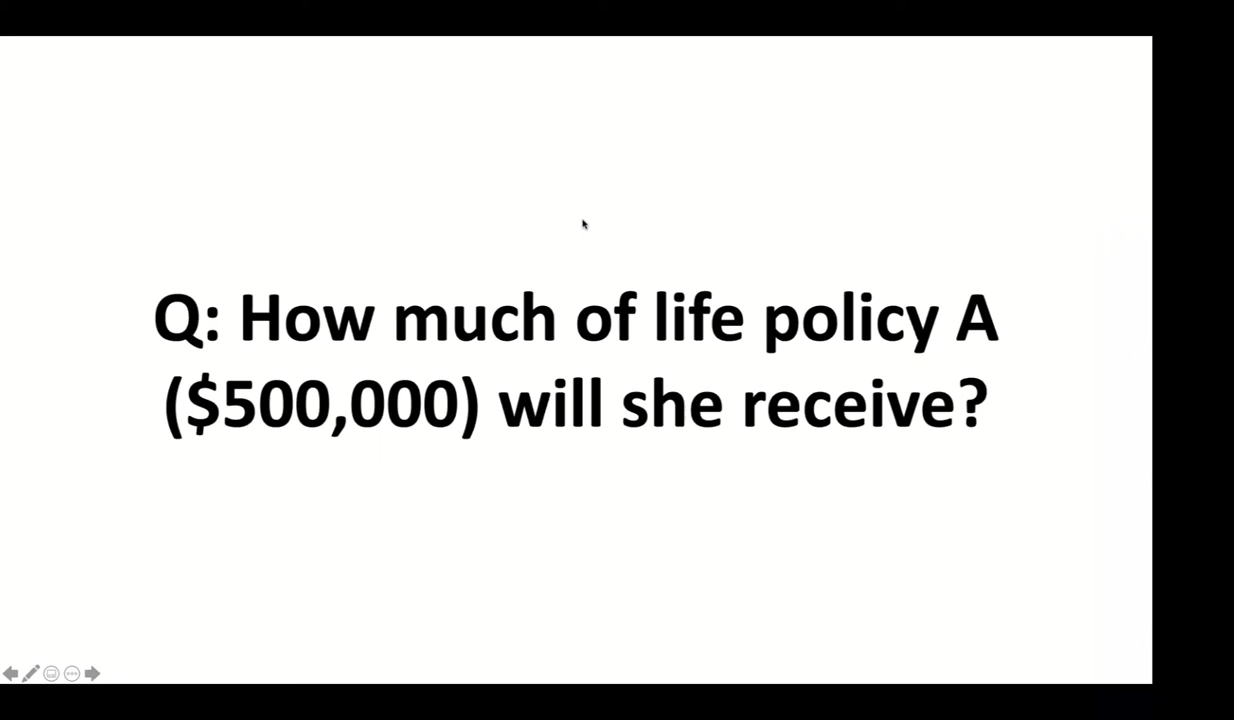 Q: How much of life policy A
($500,000) will she receive?